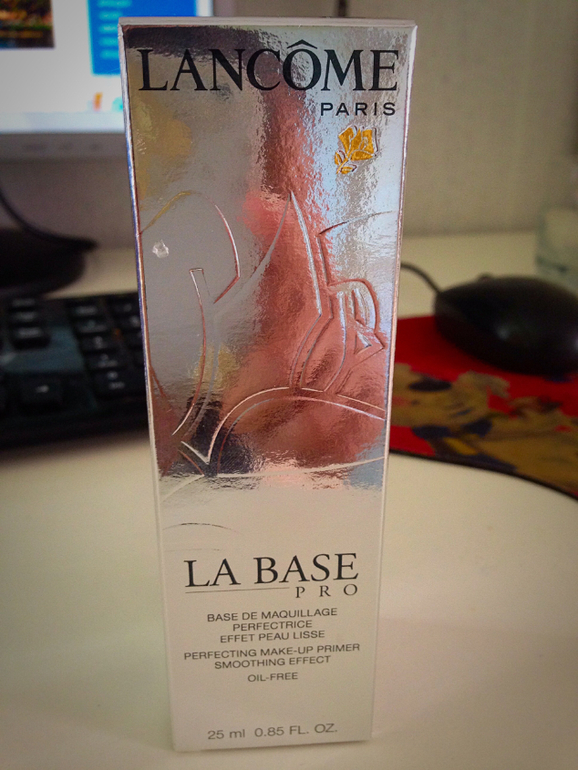 LANCÔME
PARIS
LA BASE
PRO
BASE DE MAQUILLAGE
PERFECTRICE
EFFET PEAU LISSE
PERFECTING MAKE-UP PRIMER
SMOOTHING EFFECT
OIL-FREE
25 ml 0.85 FL. OZ.